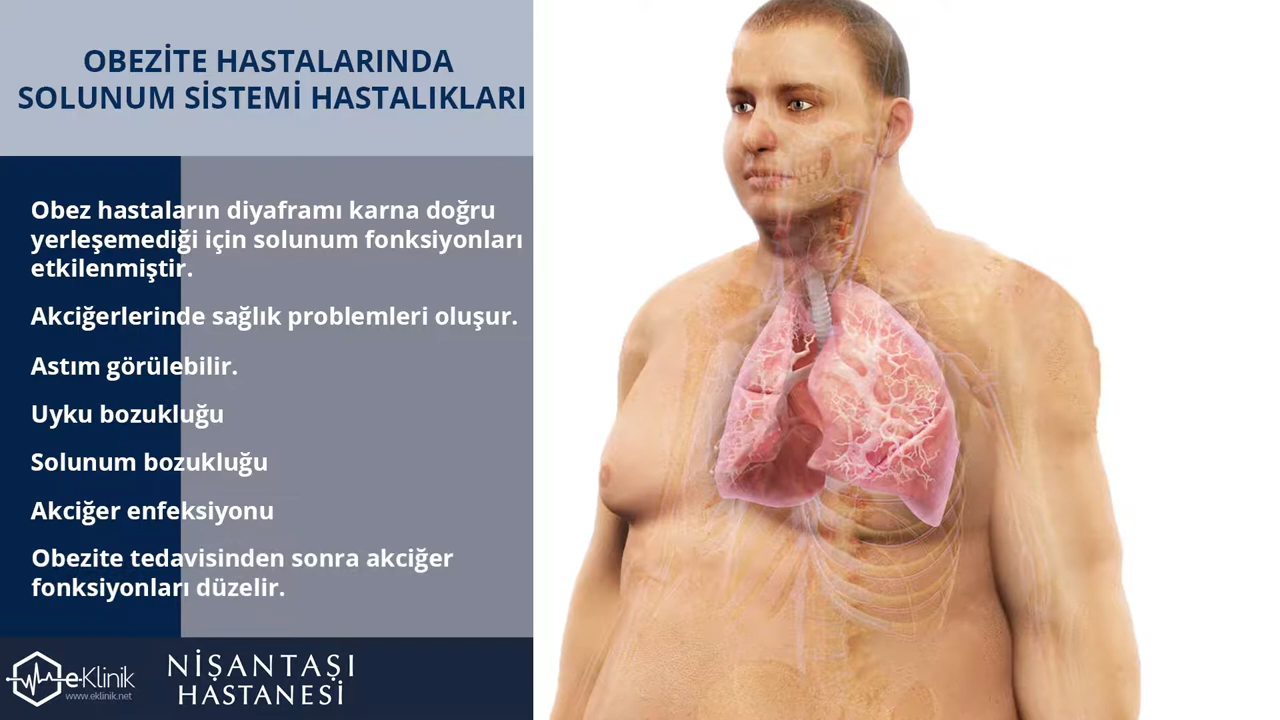 OBEZİTE HASTALARINDA
SOLUNUM SİSTEMİ HASTALIKLARI
Obez hastaların diyaframı karna doğru
yerleşemediği için solunum fonksiyonları
etkilenmiştir.
Akciğerlerinde sağlık problemleri oluşur.
Astım görülebilir.
Uyku bozukluğu
Solunum bozukluğu
Akciğer enfeksiyonu
Obezite tedavisinden sonra akciğer
fonksiyonları düzelir.
e-Klinik
www.eklinik.net
NİŞANTAŞI
HASTANESİ